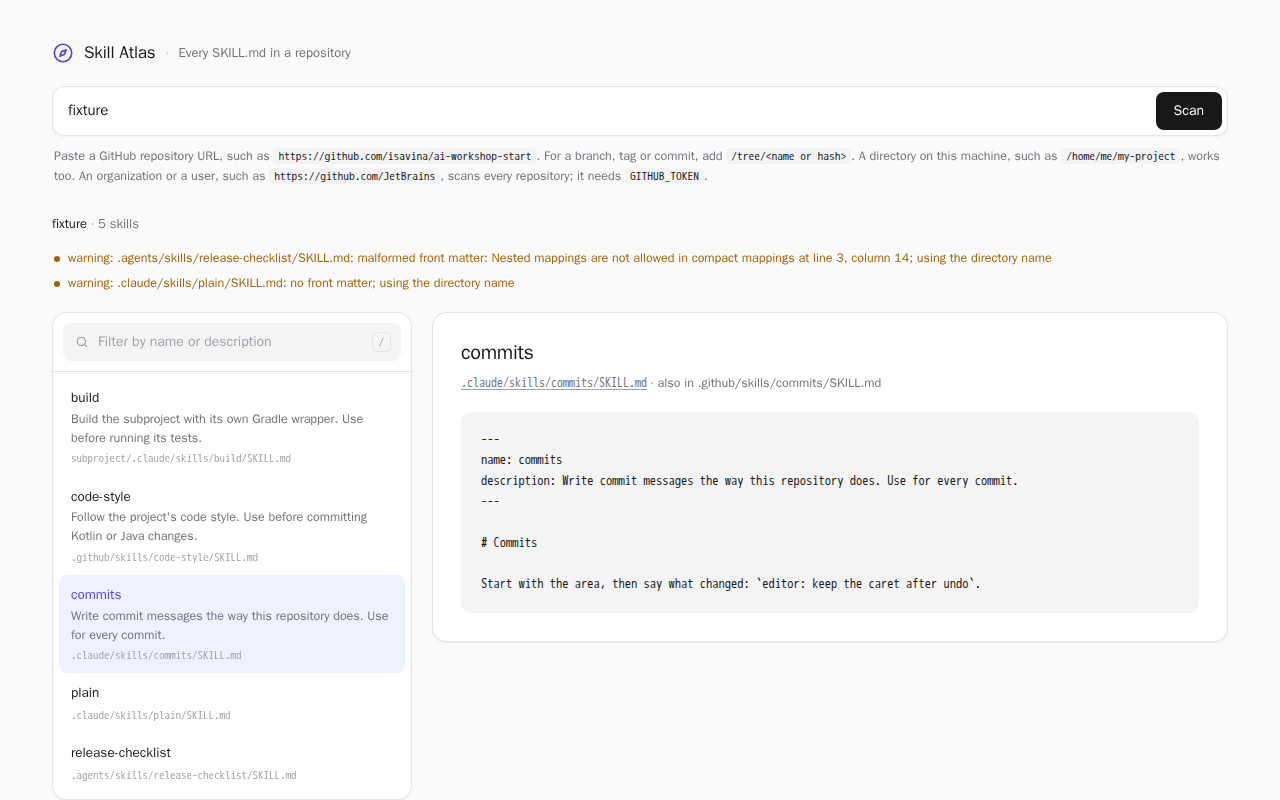 Skill Atlas · Every SKILL.md in a repository
fixture
Scan
Paste a GitHub repository URL, such as https://github.com/isavina/ai-workshop-start . For a branch, tag or commit, add /tree/<name or hash> . A directory on this machine, such as /home/me/my-project , works
too. An organization or a user, such as https://github.com/JetBrains , scans every repository; it needs GITHUB_TOKEN .
fixture · 5 skills
warning: .agents/skills/release-checklist/SKILL.md: malformed front matter: Nested mappings are not allowed in compact mappings at line 3, column 14; using the directory name
warning: .claude/skills/plain/SKILL.md: no front matter; using the directory name
Filter by name or description /
build
Build the subproject with its own Gradle wrapper. Use
before running its tests.
subproject/.claude/skills/build/SKILL.md
code-style
Follow the project's code style. Use before committing
Kotlin or Java changes.
.github/skills/code-style/SKILL.md
commits
Write commit messages the way this repository does. Use
for every commit.
.claude/skills/commits/SKILL.md
plain
.claude/skills/plain/SKILL.md
release-checklist
.agents/skills/release-checklist/SKILL.md
commits
.claude/skills/commits/SKILL.md · also in .github/skills/commits/SKILL.md
---
name: commits
description: Write commit messages the way this repository does. Use for every commit.
---
# Commits
Start with the area, then say what changed: `editor: keep the caret after undo`.